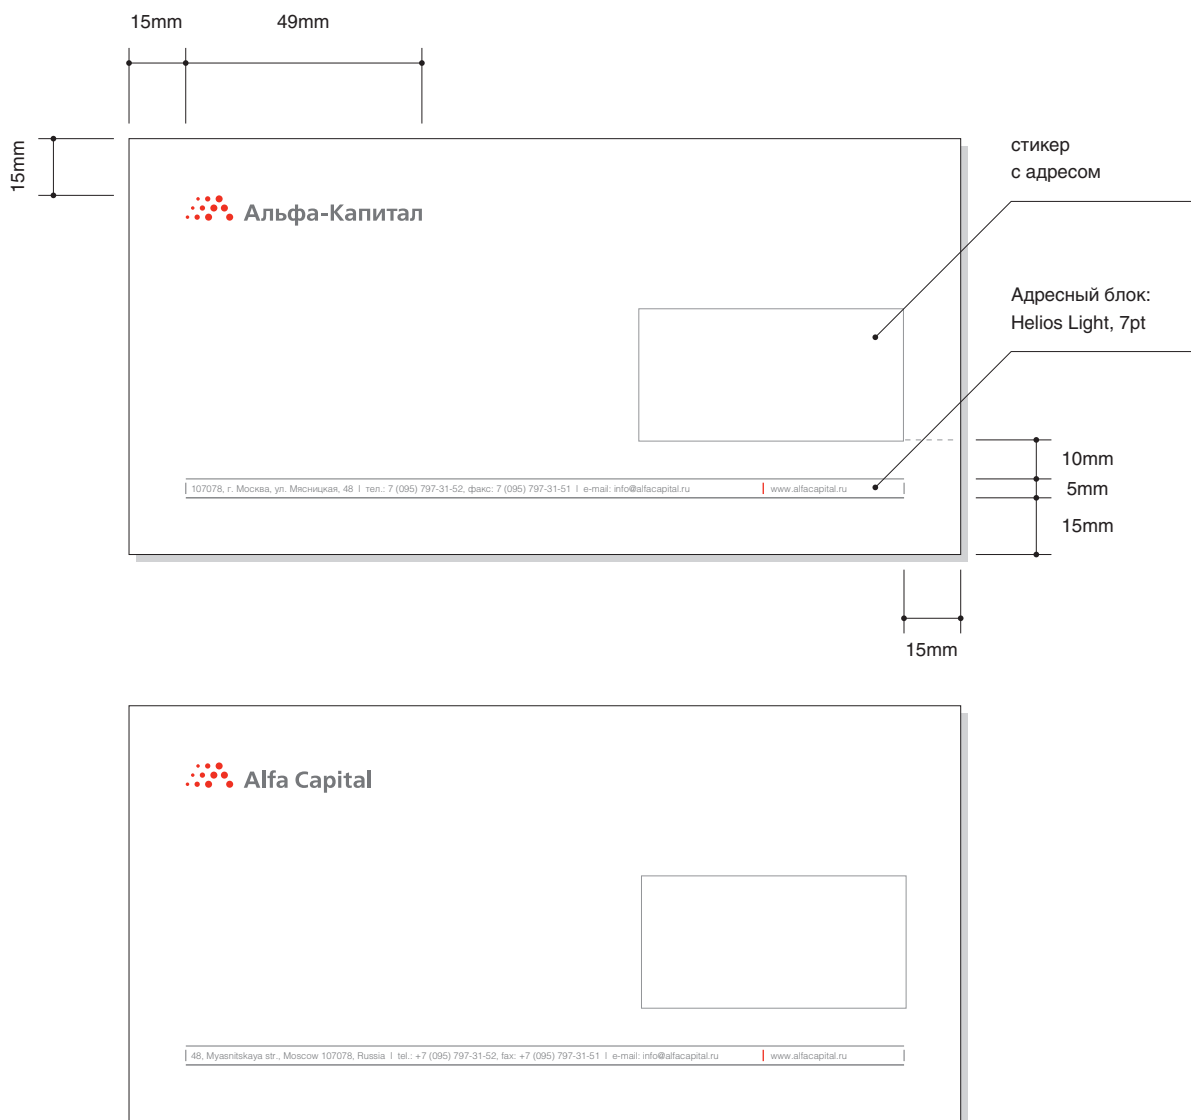 15mm 49mm
15mm
стикер
с адресом
Альфа-Капитал
Адресный блок:
Helios Light, 7pt
10mm
107078, г. Москва, ул. Мясницкая, 48 | тел.: 7 (095) 797-31-52, факс: 7 (095) 797-31-51 | e-mail: info@alfacapital.ru | www.alfacapital.ru
5mm
15mm
15mm
Alfa Capital
48, Myasnitskaya str., Moscow 107078, Russia | tel.: +7 (095) 797-31-52, fax: +7 (095) 797-31-51 | e-mail: info@alfacapital.ru | www.alfacapital.ru